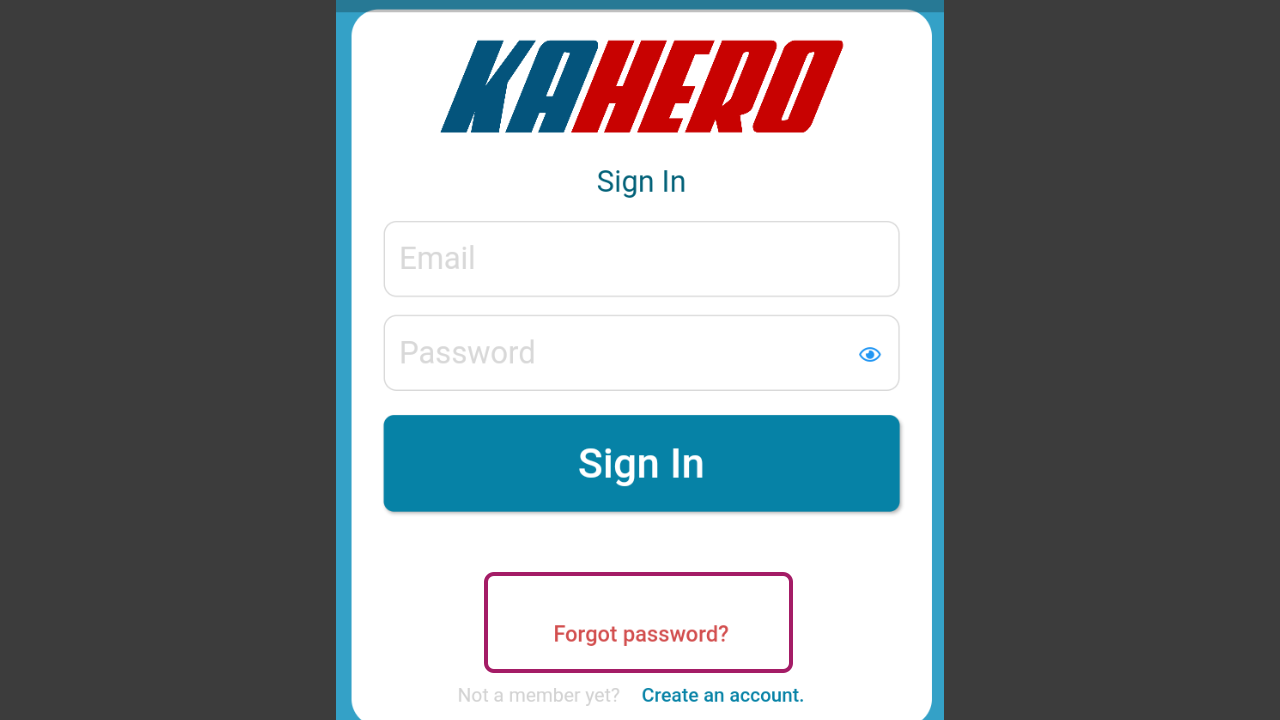 KAHERO
Sign In
Email
Password
Sign In
Forgot password?
Not a member yet? Create an account.